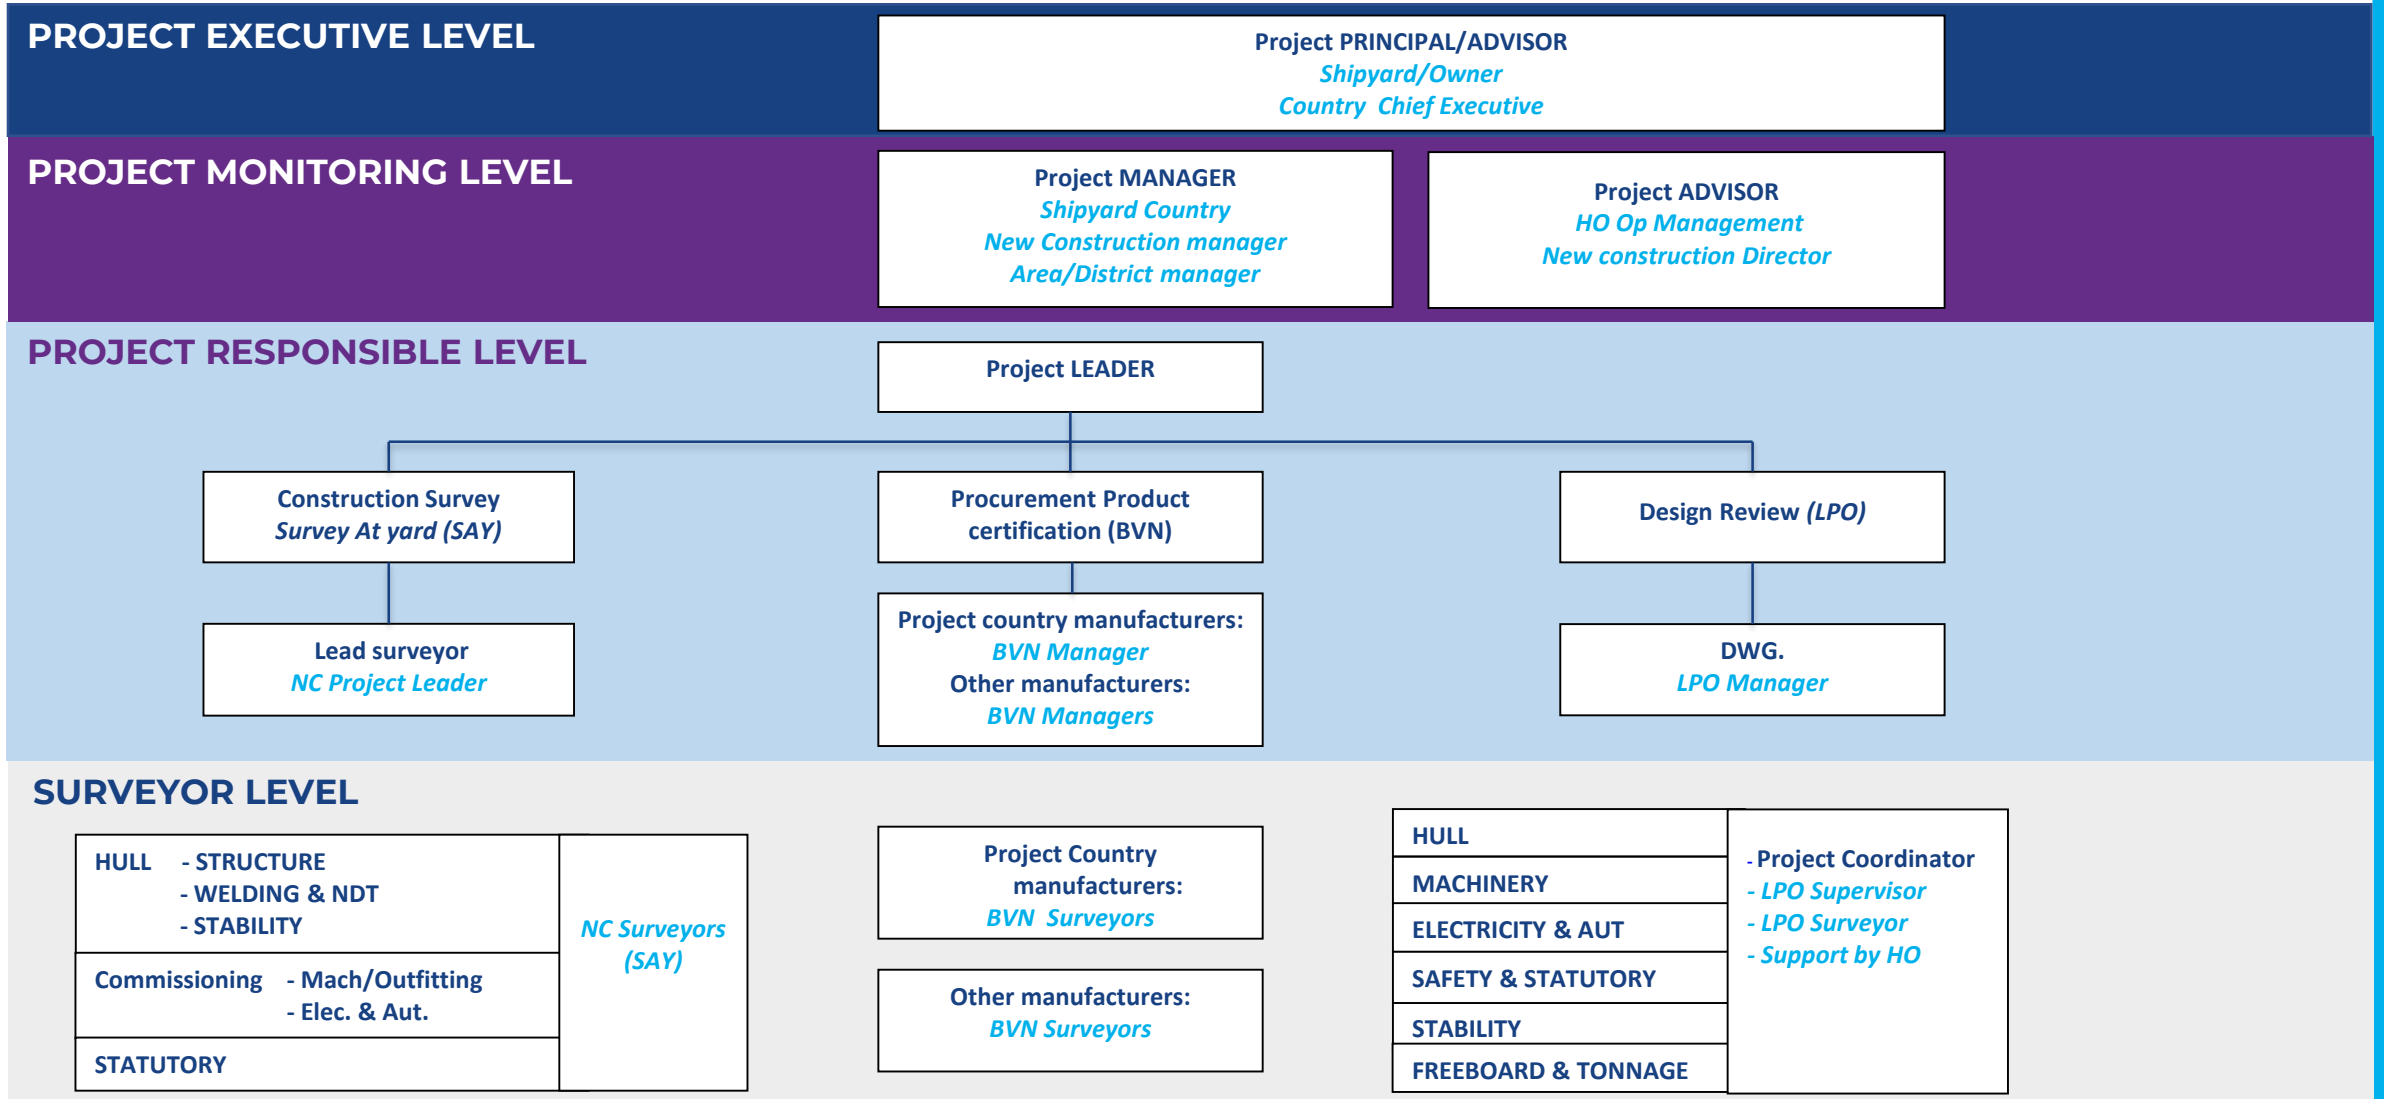 PROJECT EXECUTIVE LEVEL
Project PRINCIPAL/ADVISOR
Shipyard/Owner
Country Chief Executive
PROJECT MONITORING LEVEL
Project MANAGER
Shipyard Country
New Construction manager
Area/District manager
Project ADVISOR
HO Op Management
New construction Director
PROJECT RESPONSIBLE LEVEL
Project LEADER
Construction Survey
Survey At yard (SAY)
Procurement Product
certification (BVN)
Design Review (LPO)
Lead surveyor
NC Project Leader
Project country manufacturers:
BVN Manager
Other manufacturers:
BVN Managers
DWG.
LPO Manager
SURVEYOR LEVEL
HULL - STRUCTURE
- WELDING & NDT
- STABILITY
Commissioning - Mach/Outfitting
- Elec. & Aut.
STATUTORY
NC Surveyors
(SAY)
Project Country
manufacturers:
BVN Surveyors
Other manufacturers:
BVN Surveyors
HULL
MACHINERY
ELECTRICITY & AUT
SAFETY & STATUTORY
STABILITY
FREEBOARD & TONNAGE
- Project Coordinator
- LPO Supervisor
- LPO Surveyor
- Support by HO